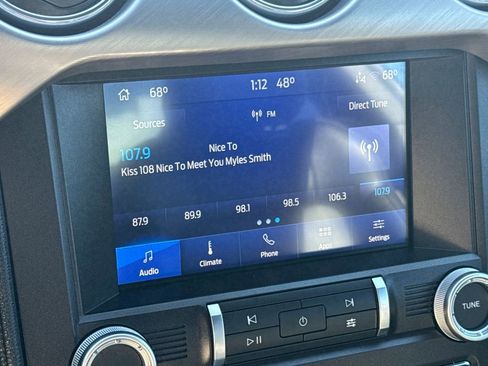 68°
1:12
48°
68°
Sources
FM
Direct Tune
107.9
Nice To
Kiss 108 Nice To Meet You Myles Smith
87.9
89.9
98.1
98.5
106.3
107.9
Audio
Climate
Phone
Apps
Settings
TUNE